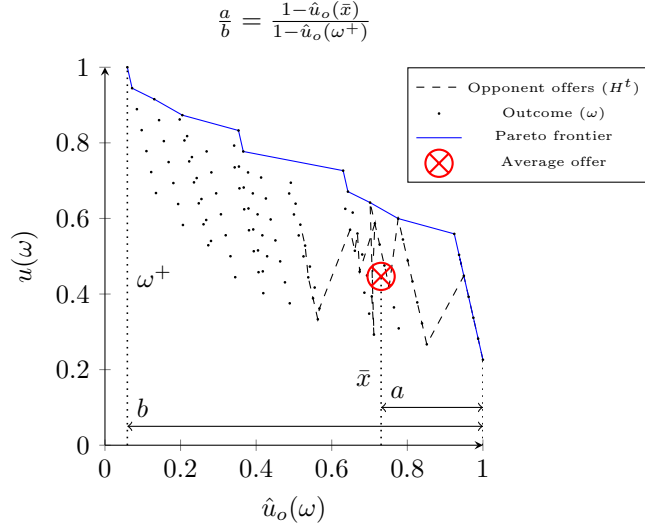 a/b = 1−û_o(x̄)/1−û_o(ω⁺)
Opponent offers (Hᵗ)
Outcome (ω)
Pareto frontier
Average offer
1
0.8
0.6
0.4
0.2
0
u(ω)
ω⁺
x̄
a
b
0 0.2 0.4 0.6 0.8 1
û_o(ω)